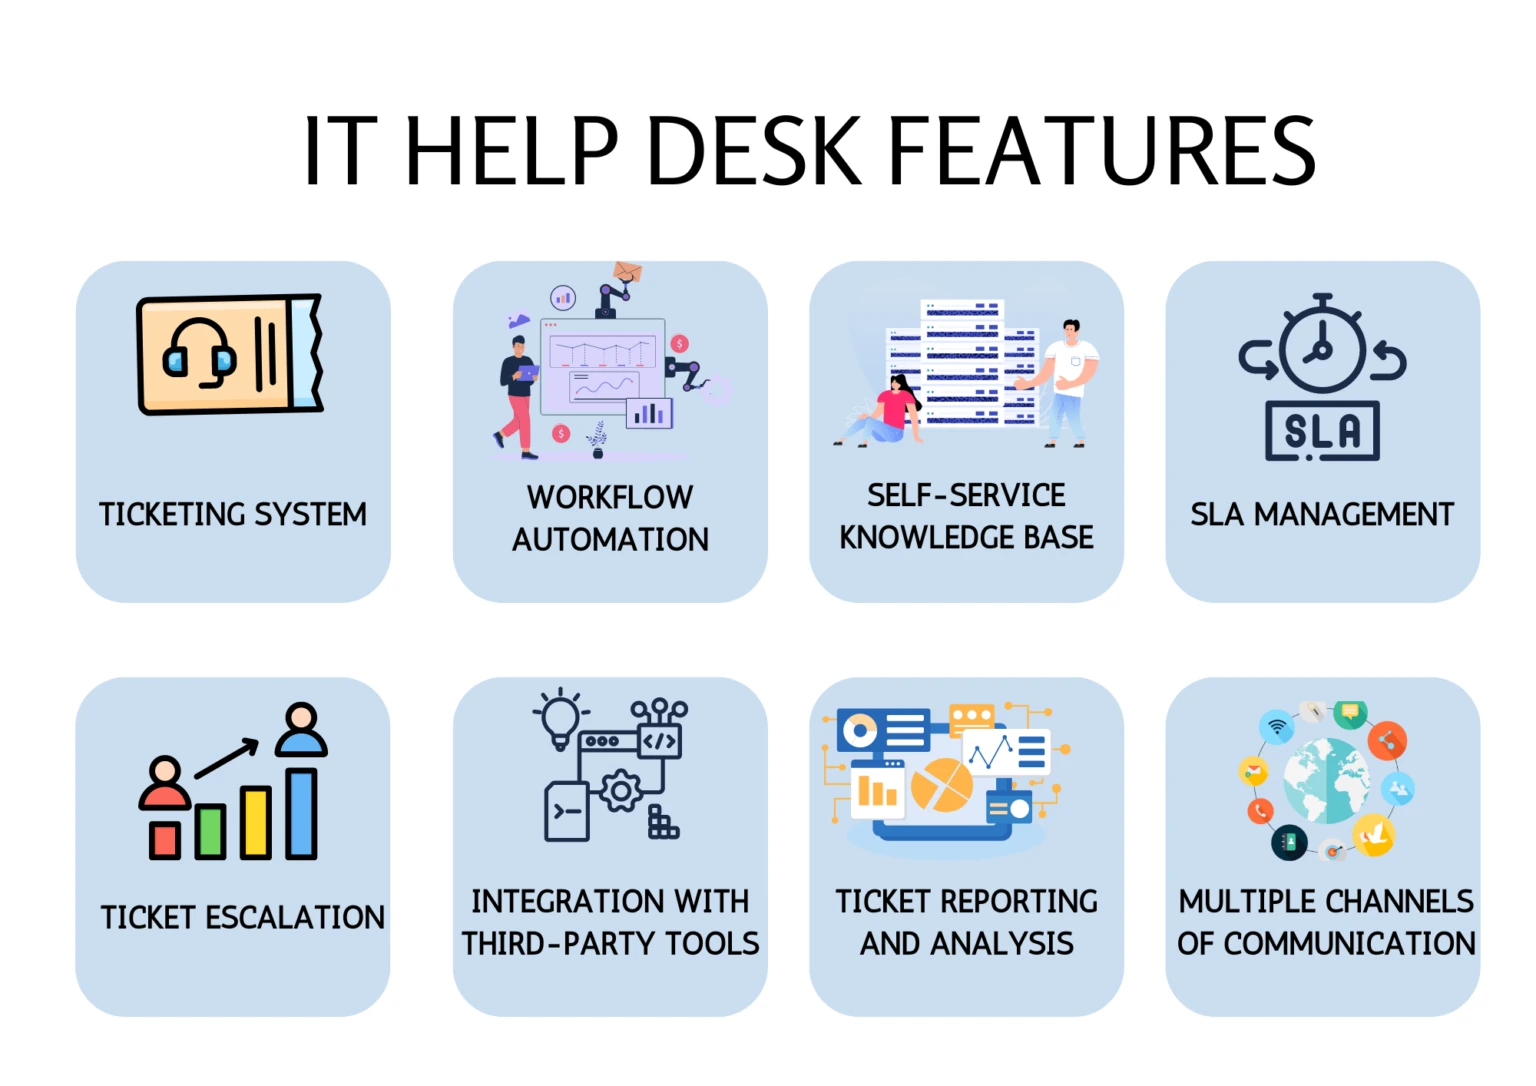 IT HELP DESK FEATURES
TICKETING SYSTEM
WORKFLOW
AUTOMATION
SELF-SERVICE
KNOWLEDGE BASE
SLA
SLA MANAGEMENT
TICKET ESCALATION
INTEGRATION WITH
THIRD-PARTY TOOLS
TICKET REPORTING
AND ANALYSIS
MULTIPLE CHANNELS
OF COMMUNICATION